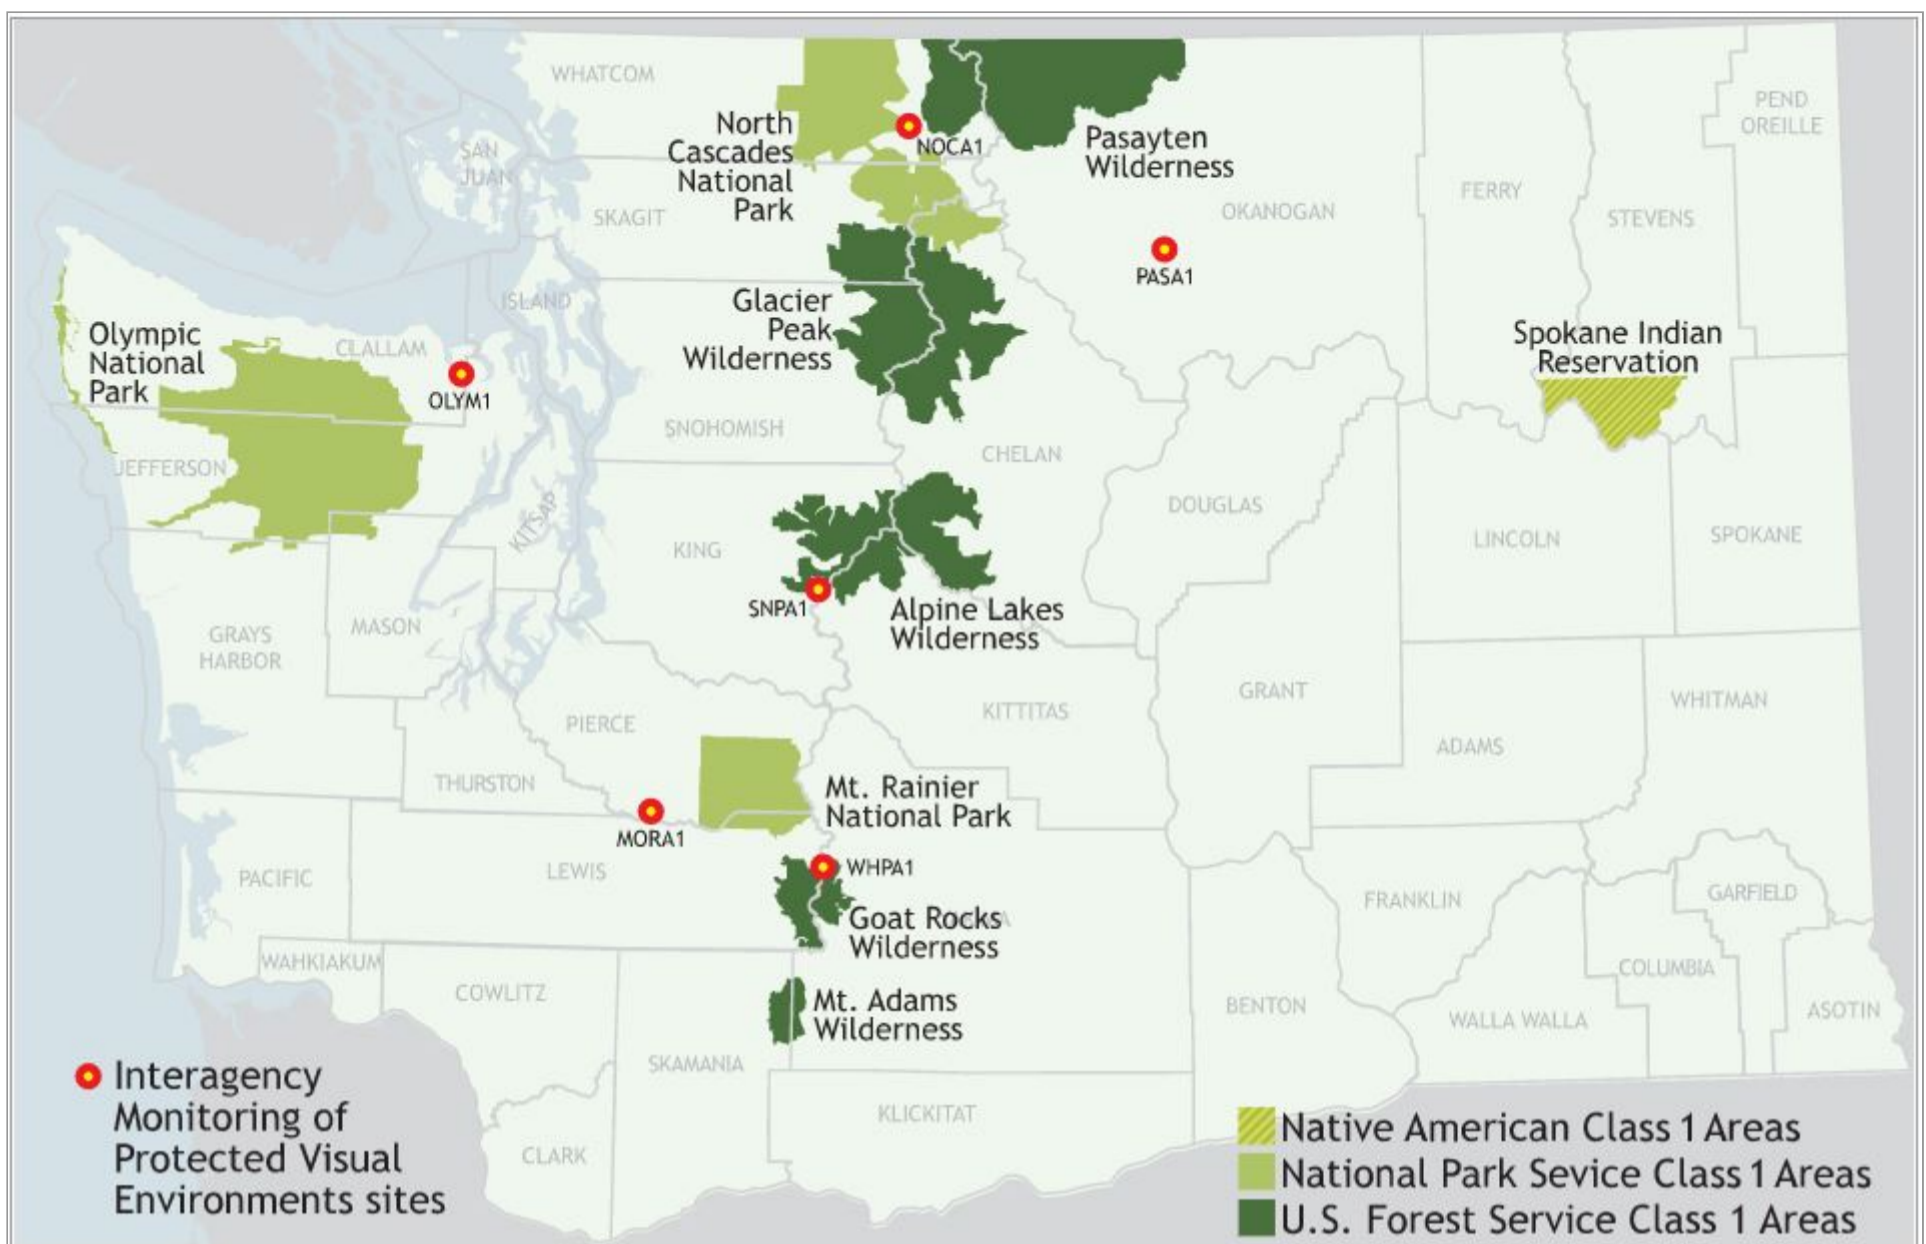 WHATCOM
PEND
OREILLE
North
Cascades
National
Park
NOCA1
Pasayten
Wilderness
SAN
JUAN
SKAGIT
OKANOGAN
FERRY
STEVENS
PASA1
ISLAND
Glacier
Peak
Wilderness
Olympic
National
Park
CLALLAM
OLYM1
Spokane Indian
Reservation
SNOHOMISH
CHELAN
JEFFERSON
KITSAP
KING
DOUGLAS
LINCOLN
SPOKANE
SNPA1
Alpine Lakes
Wilderness
GRAYS
HARBOR
MASON
PIERCE
KITTITAS
GRANT
WHITMAN
ADAMS
THURSTON
Mt. Rainier
National Park
MORA1
WHPA1
PACIFIC
LEWIS
Goat Rocks
Wilderness
FRANKLIN
GARFIELD
WAHKIAKUM
COWLITZ
Mt. Adams
Wilderness
BENTON
COLUMBIA
WALLA WALLA
ASOTIN
SKAMANIA
KLICKITAT
CLARK
Interagency
Monitoring of
Protected Visual
Environments sites
Native American Class 1 Areas
National Park Sevice Class 1 Areas
U.S. Forest Service Class 1 Areas